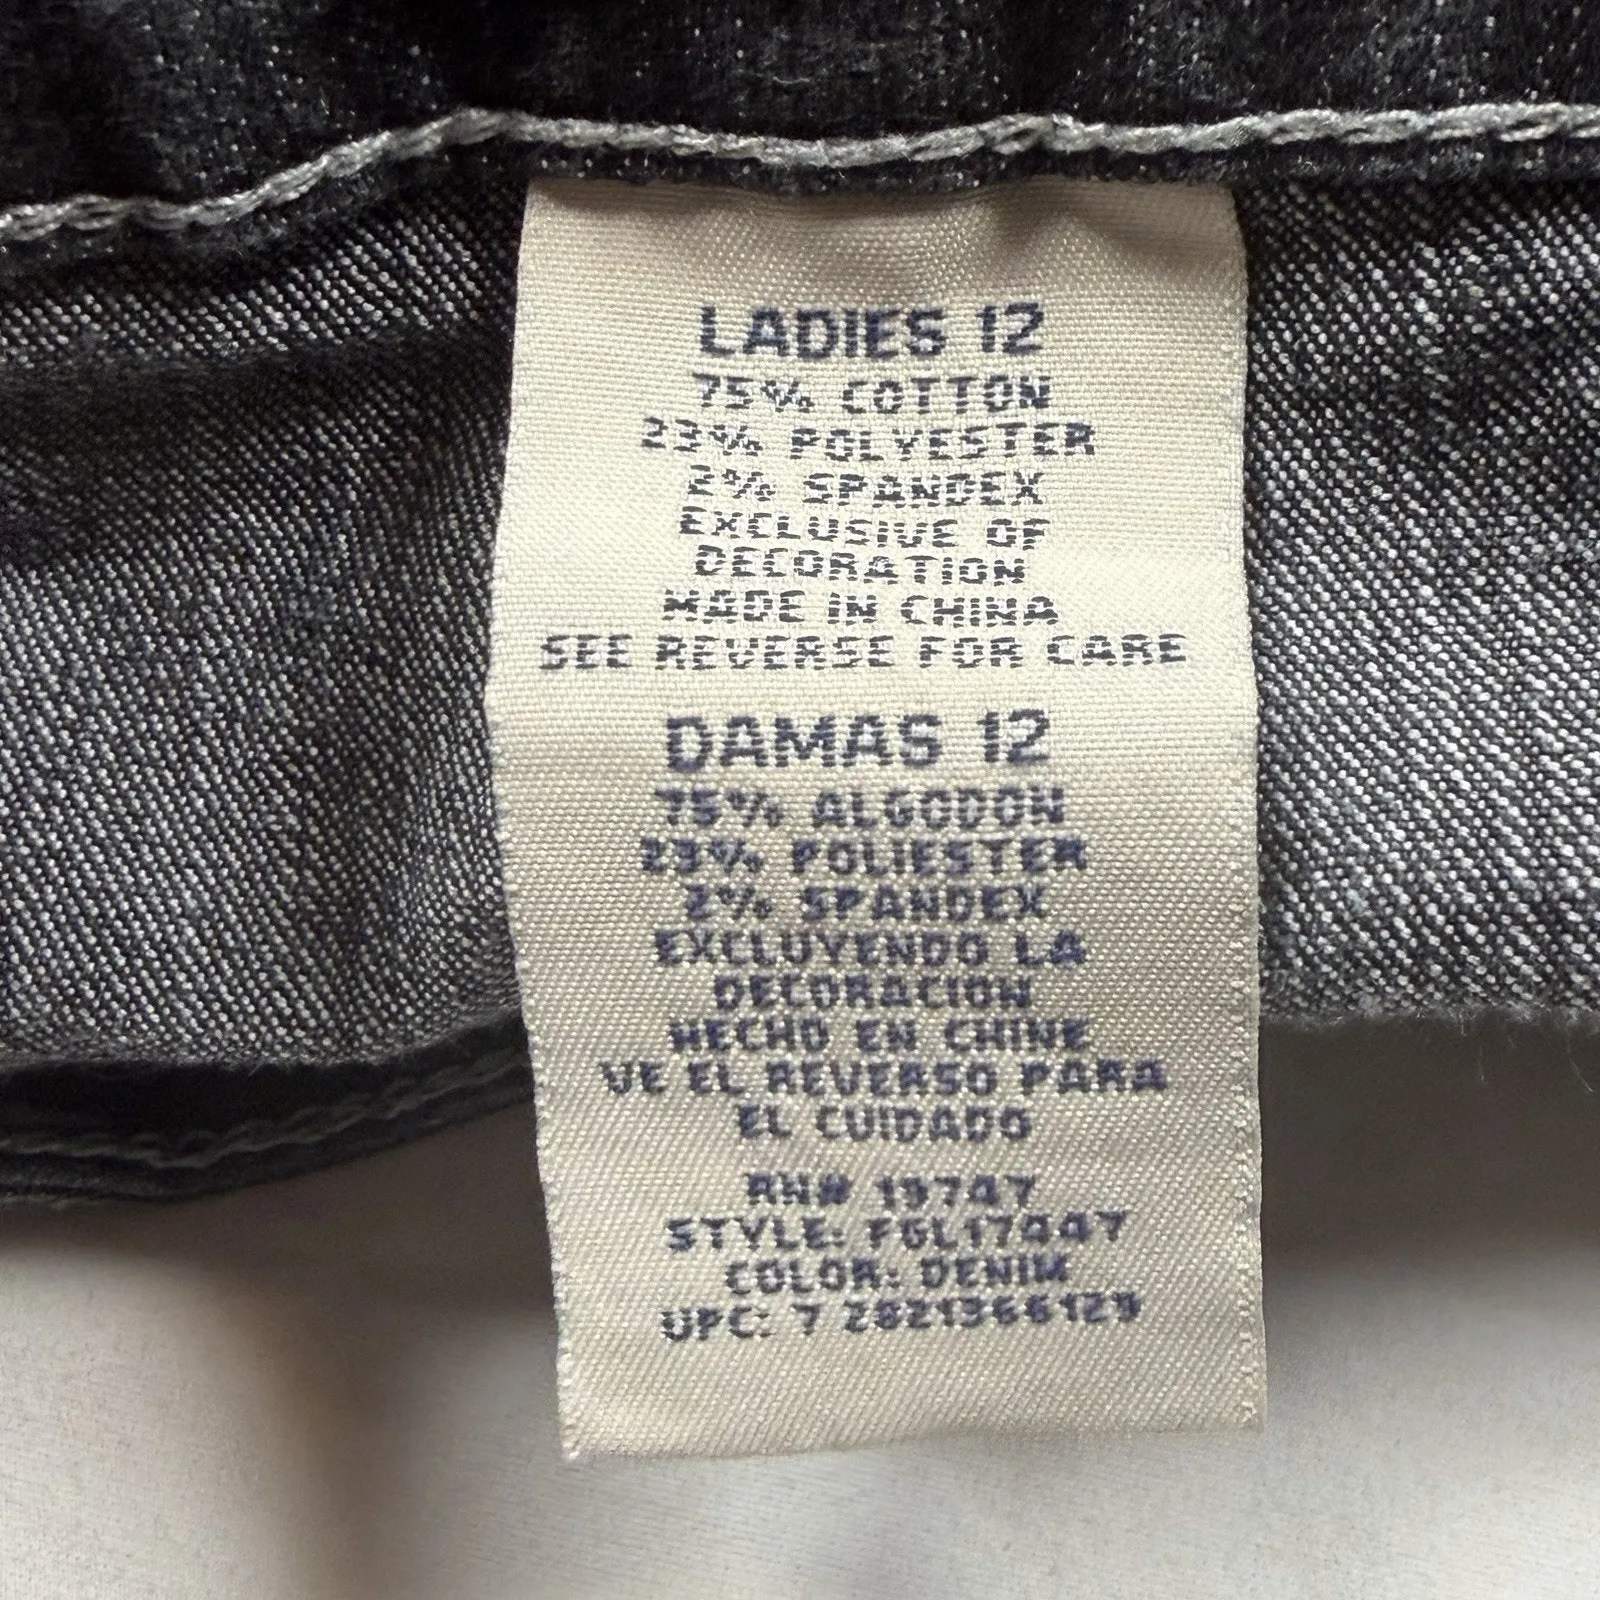 LADIES 12
75% COTTON
23% POLYESTER
2% SPANDEX
EXCLUSIVE OF
DECORATION
MADE IN CHINA
SEE REVERSE FOR CARE
DAMAS 12
75% ALGODON
23% POLIESTER
2% SPANDEX
EXCLUYENDO LA
DECORACION
HECHO EN CHINE
VE EL REVERSO PARA
EL CUIDADO
RN# 19747
STYLE: FGL17447
COLOR: DENIM
UPC: 7 2821366129